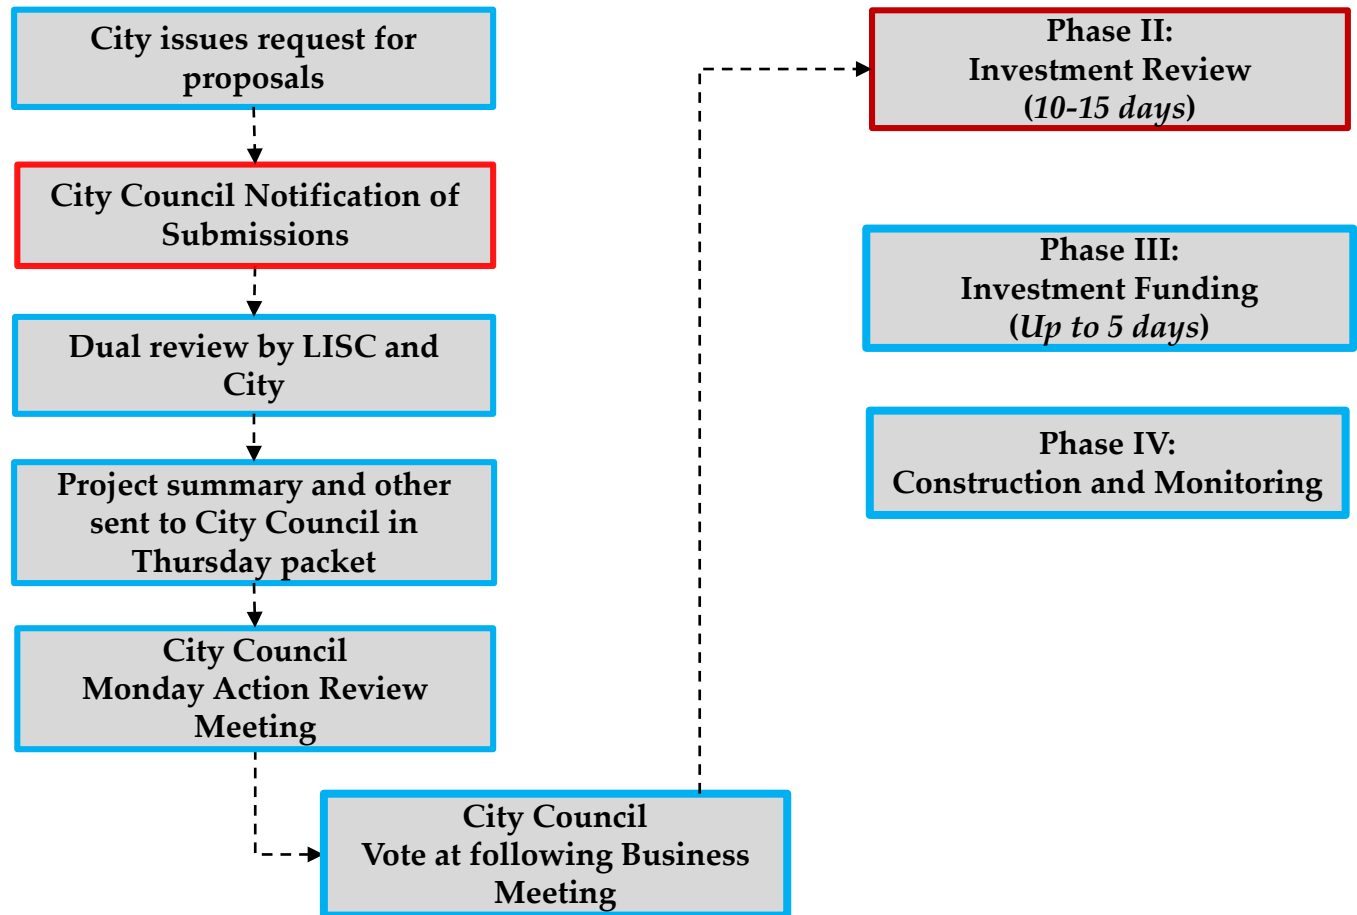 City issues request for
proposals
City Council Notification of
Submissions
Dual review by LISC and
City
Project summary and other
sent to City Council in
Thursday packet
City Council
Monday Action Review
Meeting
City Council
Vote at following Business
Meeting
Phase II:
Investment Review
(10-15 days)
Phase III:
Investment Funding
(Up to 5 days)
Phase IV:
Construction and Monitoring